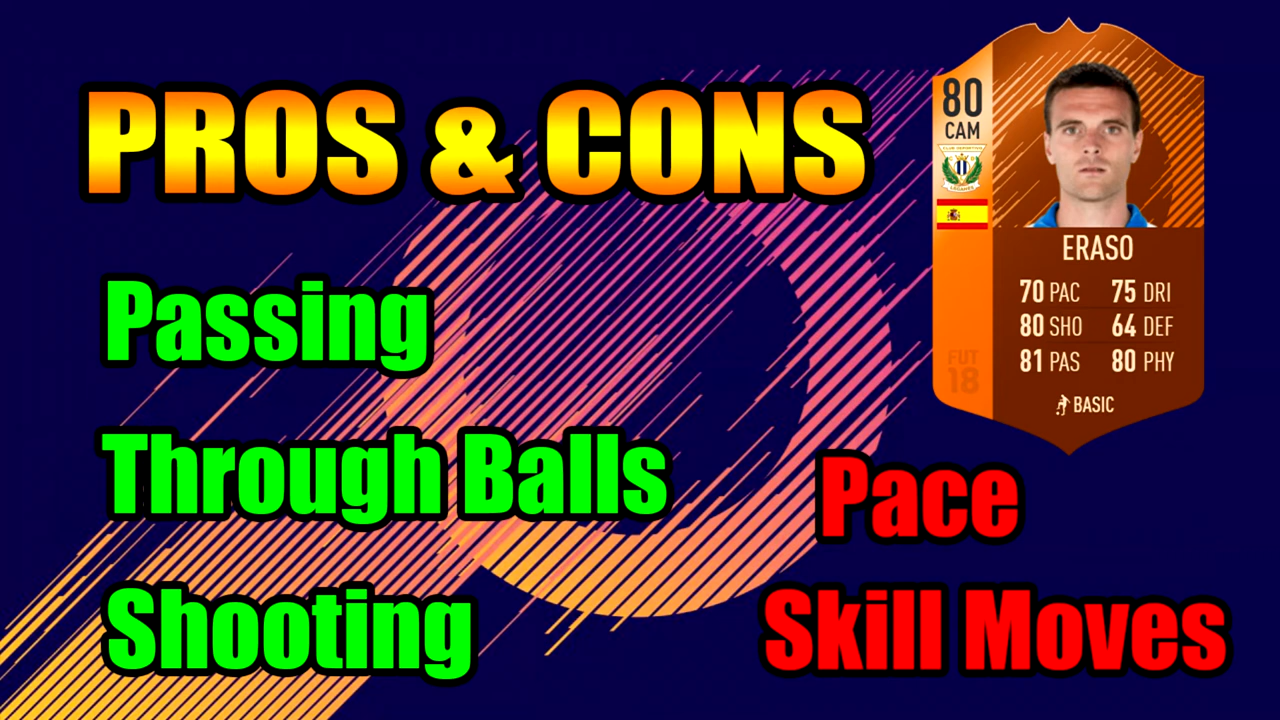 PROS & CONS
Passing
Through Balls
Shooting
80
CAM
ERASO
70 PAC 75 DRI
80 SHO 64 DEF
81 PAS 80 PHY
FUT
18
BASIC
Pace
Skill Moves